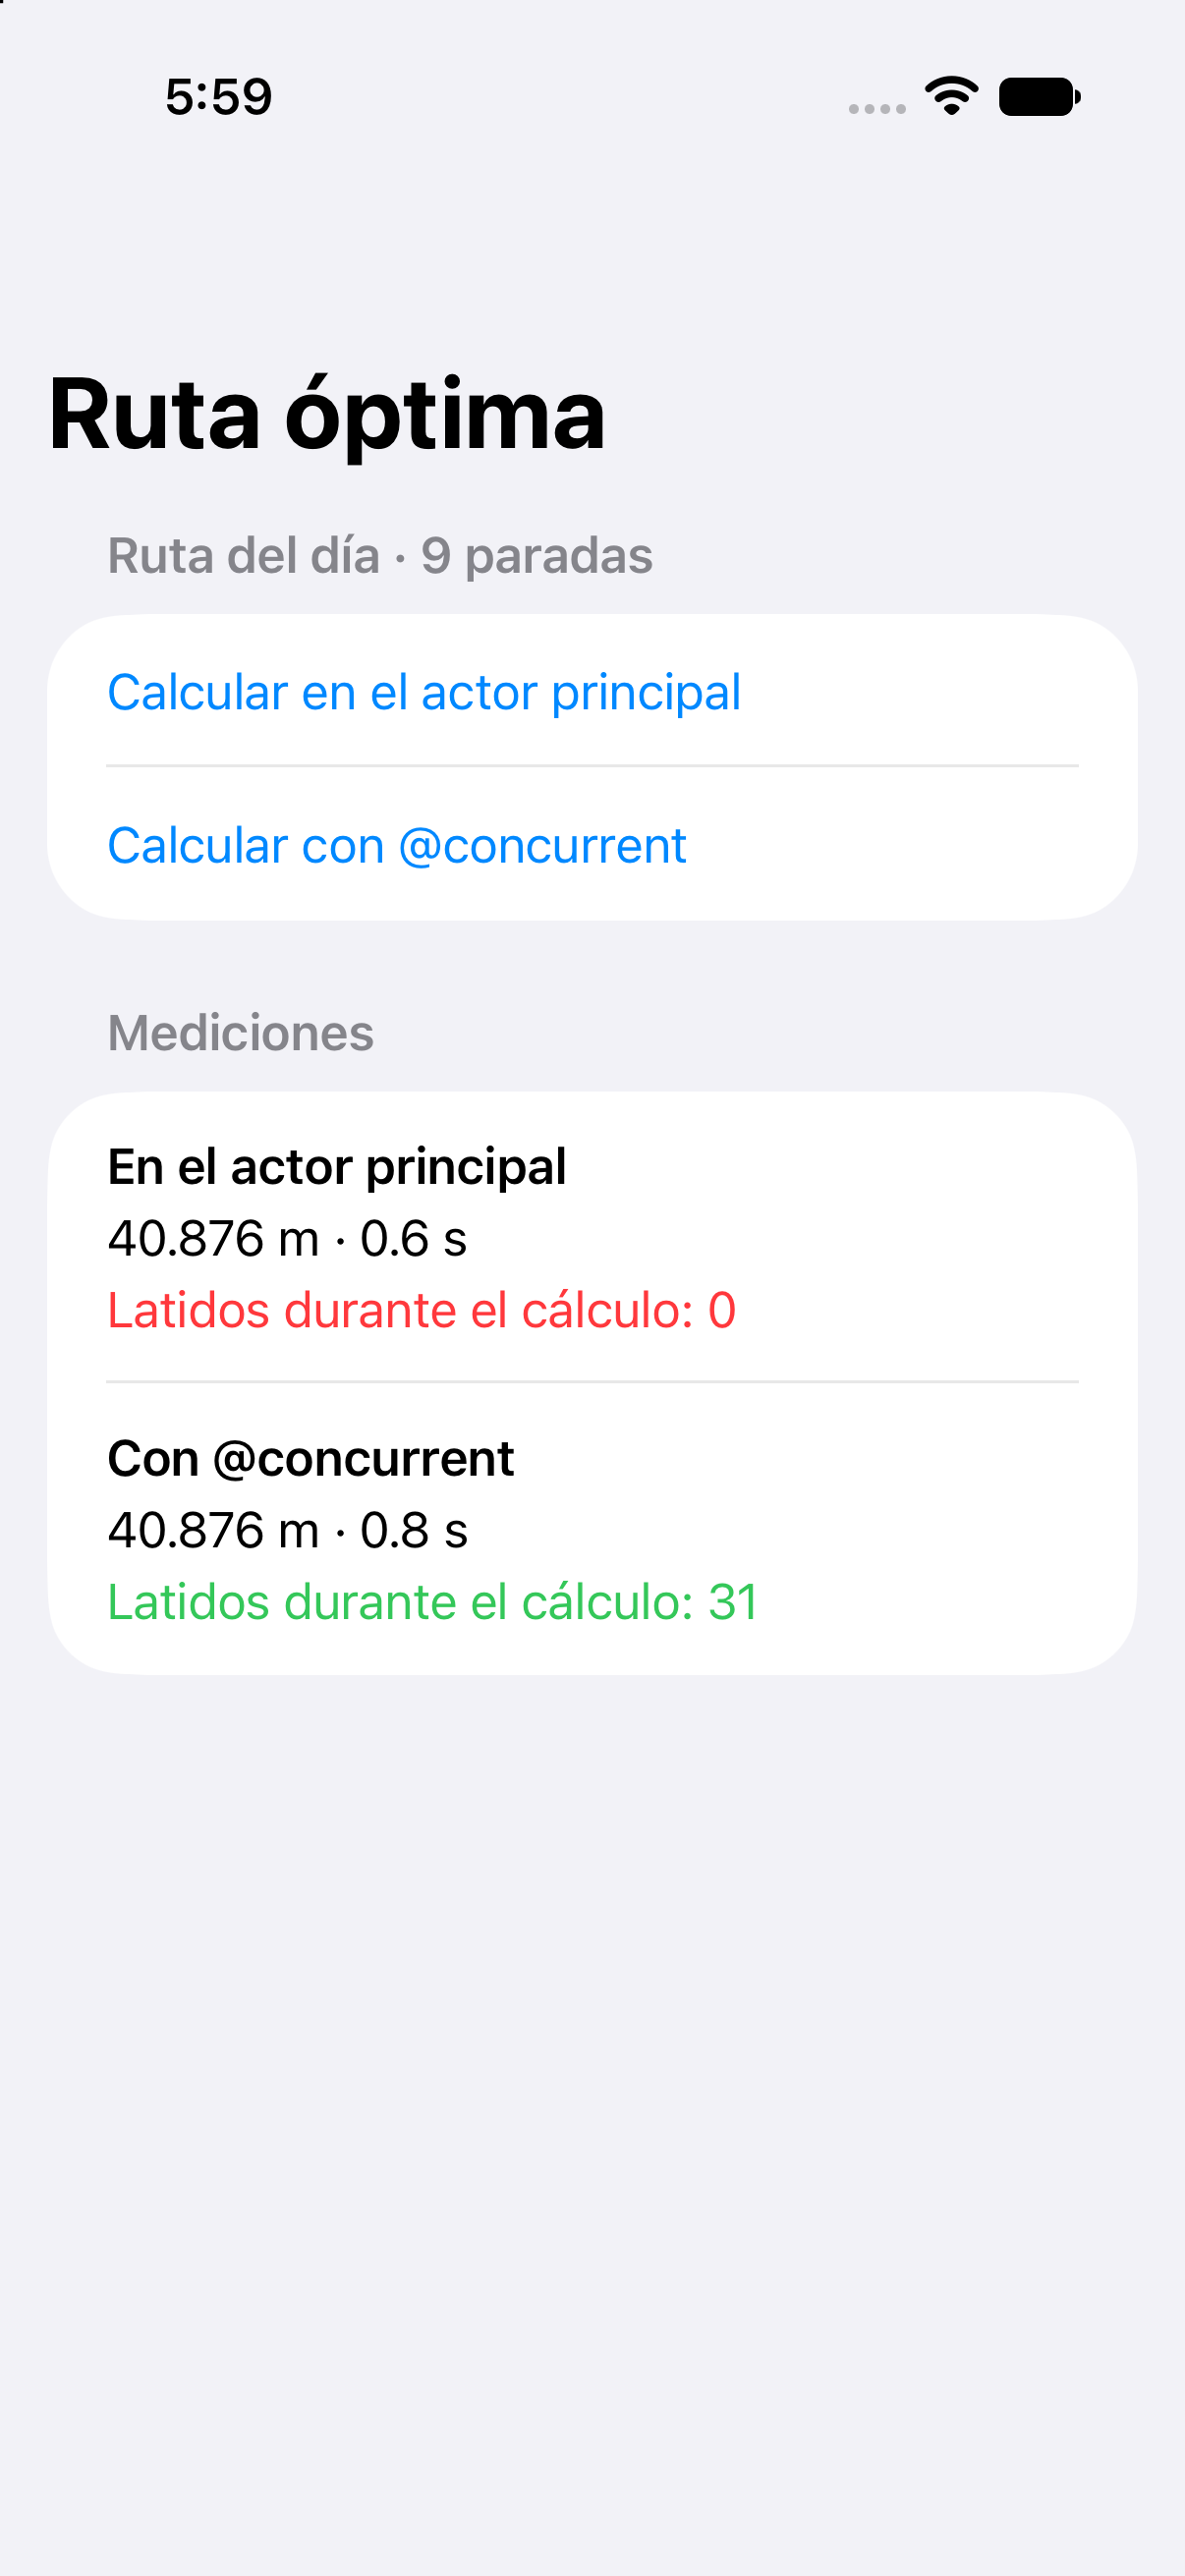 5:59
Ruta óptima
Ruta del día · 9 paradas
Calcular en el actor principal
Calcular con @concurrent
Mediciones
En el actor principal
40.876 m · 0.6 s
Latidos durante el cálculo: 0
Con @concurrent
40.876 m · 0.8 s
Latidos durante el cálculo: 31